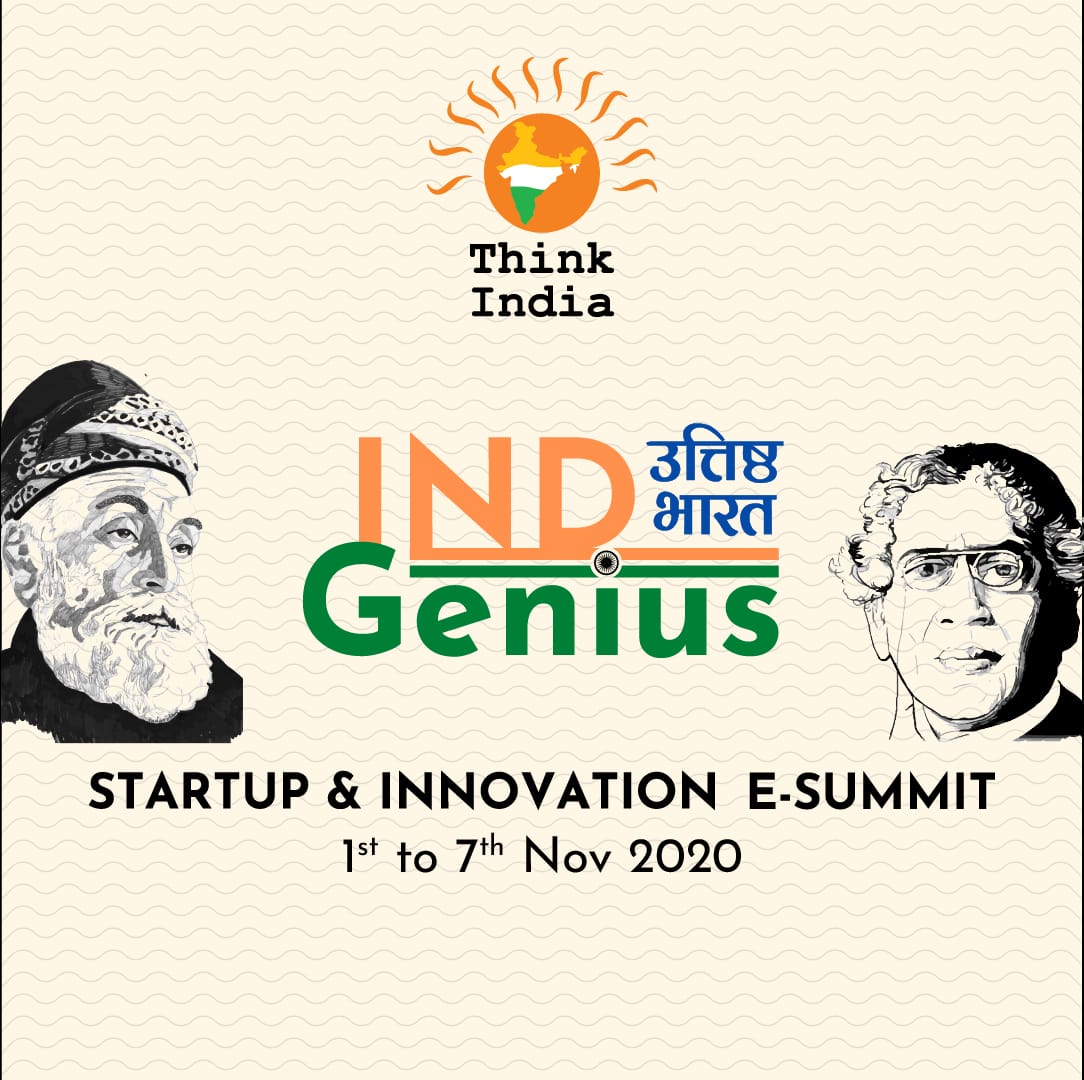 Think
India
IND उत्तिष्ठ
भारत
Genius
STARTUP & INNOVATION E-SUMMIT
1st to 7th Nov 2020